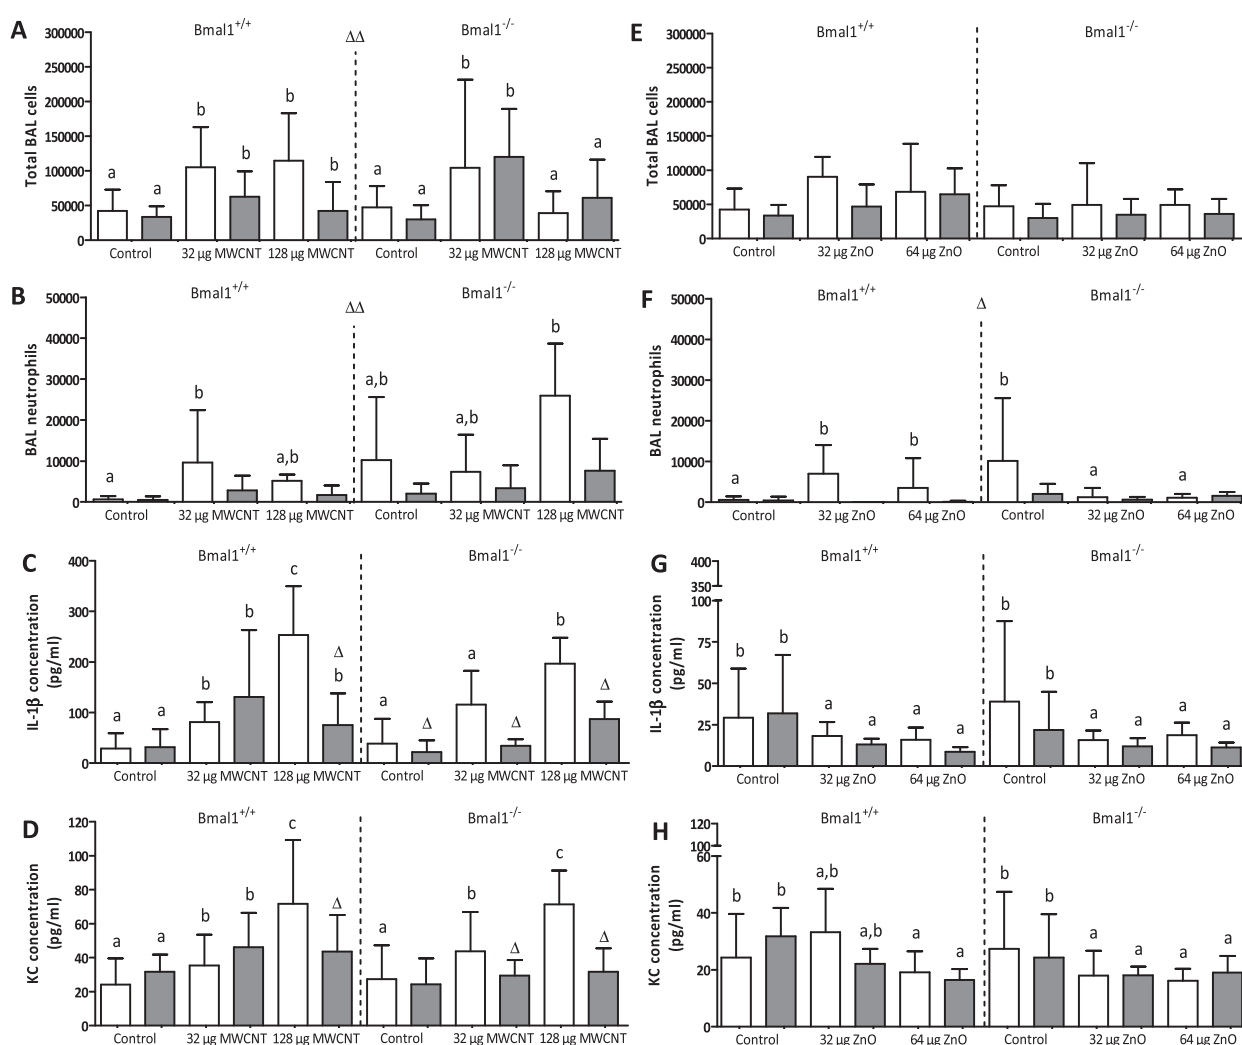 A
Bmal1+/+
ΔΔ
Bmal1-/-
Total BAL cells
300000
250000
200000
150000
100000
50000
0
a a b b b b a a b b a a
Control 32 µg MWCNT 128 µg MWCNT Control 32 µg MWCNT 128 µg MWCNT
E
Bmal1+/+
Bmal1-/-
Total BAL cells
300000
250000
200000
150000
100000
50000
0
Control 32 µg ZnO 64 µg ZnO Control 32 µg ZnO 64 µg ZnO
B
Bmal1+/+
ΔΔ
Bmal1-/-
BAL neutrophils
50000
40000
30000
20000
10000
0
a b a,b a,b a,b b
Control 32 µg MWCNT 128 µg MWCNT Control 32 µg MWCNT 128 µg MWCNT
F
Bmal1+/+
Δ
Bmal1-/-
BAL neutrophils
50000
40000
30000
20000
10000
0
a b b b a a
Control 32 µg ZnO 64 µg ZnO Control 32 µg ZnO 64 µg ZnO
C
Bmal1+/+
Bmal1-/-
IL-1β concentration
(pg/ml)
400
300
200
100
0
a a b b c Δ b a Δ a Δ b Δ
Control 32 µg MWCNT 128 µg MWCNT Control 32 µg MWCNT 128 µg MWCNT
G
Bmal1+/+
Bmal1-/-
IL-1β concentration
(pg/ml)
400
350
100
75
50
25
0
b b a a a a b b a a a a
Control 32 µg ZnO 64 µg ZnO Control 32 µg ZnO 64 µg ZnO
D
Bmal1+/+
Bmal1-/-
KC concentration
(pg/ml)
120
100
80
60
40
20
0
a a b b c Δ a b Δ c Δ
Control 32 µg MWCNT 128 µg MWCNT Control 32 µg MWCNT 128 µg MWCNT
H
Bmal1+/+
Bmal1-/-
KC concentration
(pg/ml)
120
100
60
40
20
0
b b a,b a,b a a b b a a a a
Control 32 µg ZnO 64 µg ZnO Control 32 µg ZnO 64 µg ZnO